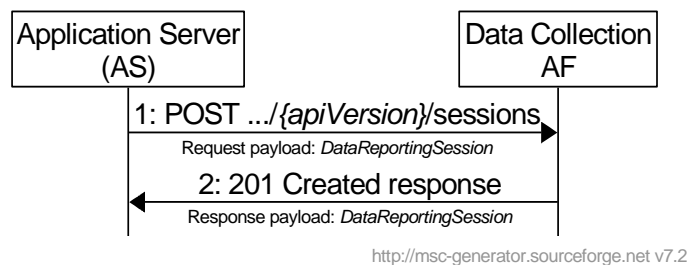 Application Server
(AS)
Data Collection
AF
1: POST .../{apiVersion}/sessions
Request payload: DataReportingSession
2: 201 Created response
Response payload: DataReportingSession
http://msc-generator.sourceforge.net v7.2